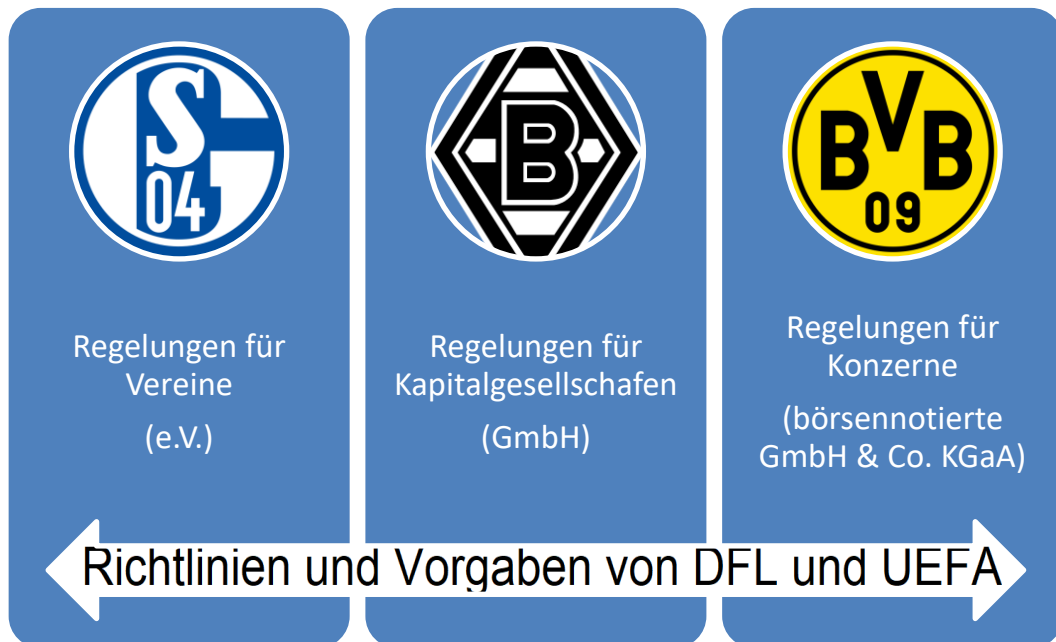 S
04
B
BVB
09
Regelungen für
Vereine
(e.V.)
Regelungen für
Kapitalgesellschafen
(GmbH)
Regelungen für
Konzerne
(börsennotierte
GmbH & Co. KGaA)
Richtlinien und Vorgaben von DFL und UEFA